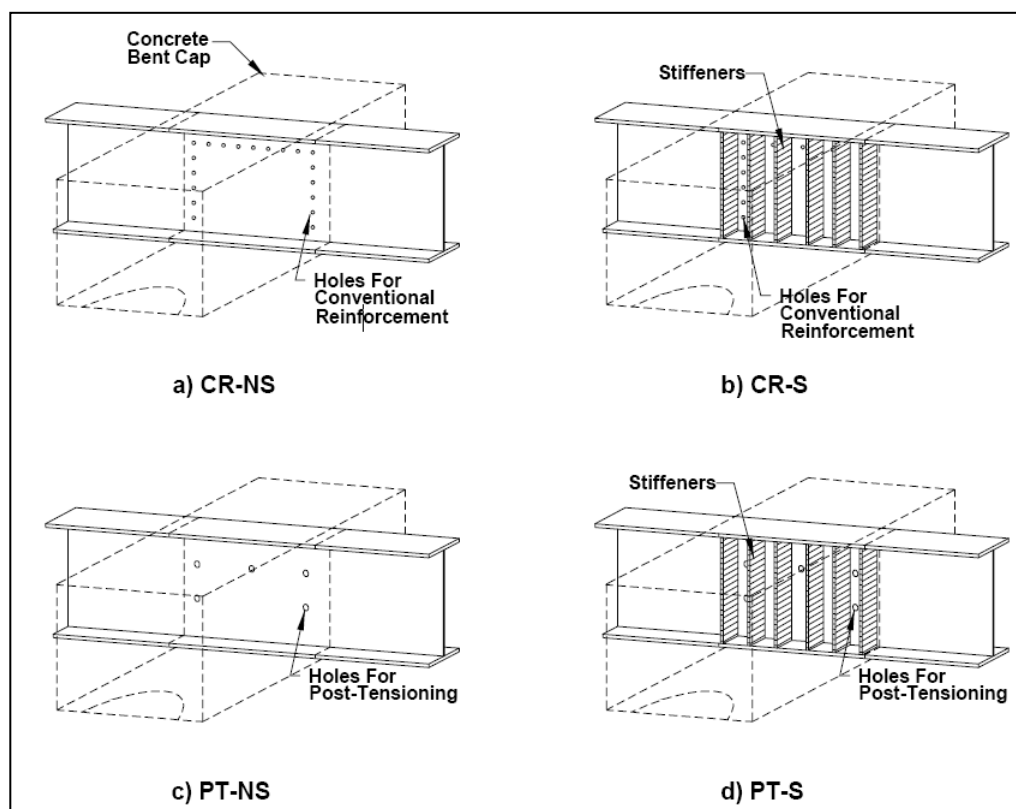 Concrete
Bent Cap
Holes For
Conventional
Reinforcement
a) CR-NS
Stiffeners
Holes For
Conventional
Reinforcement
b) CR-S
Holes For
Post-Tensioning
c) PT-NS
Stiffeners
Holes For
Post-Tensioning
d) PT-S